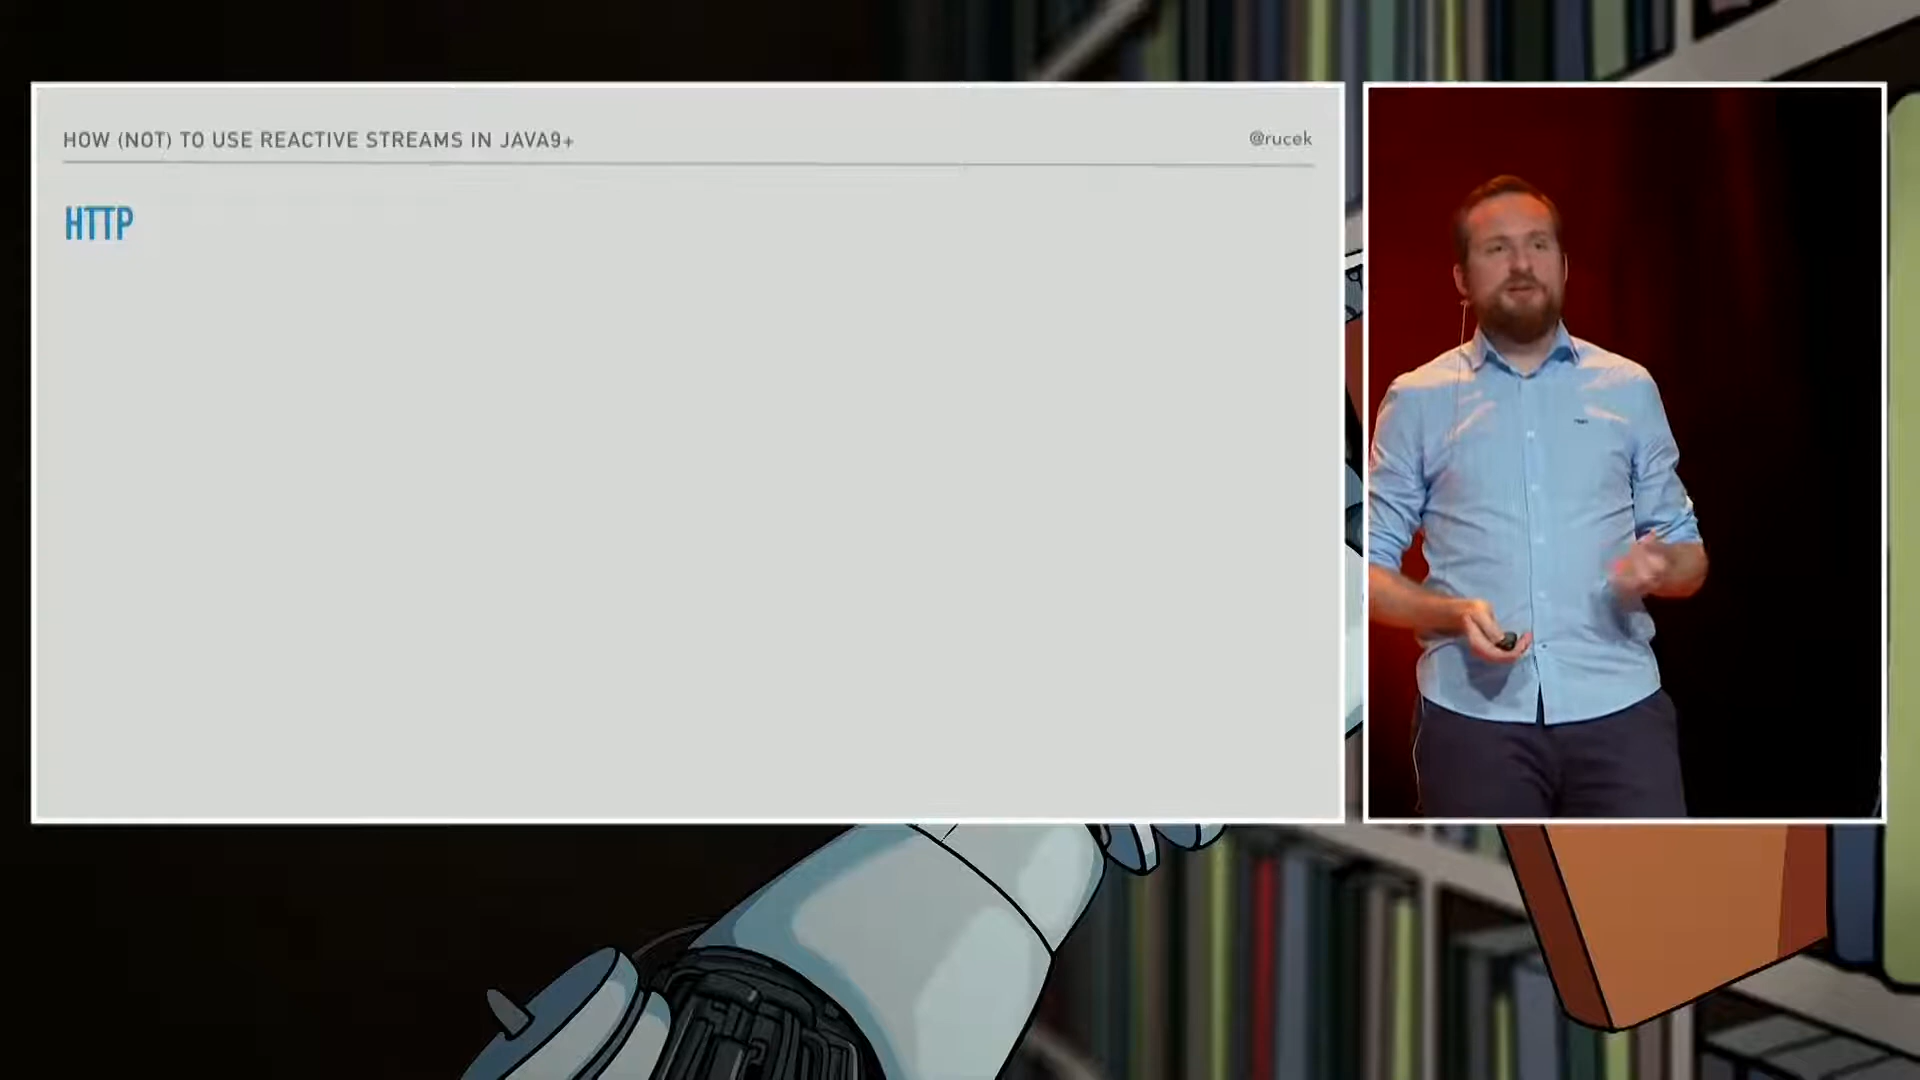 HOW (NOT) TO USE REACTIVE STREAMS IN JAVA9+
@rucek
HTTP